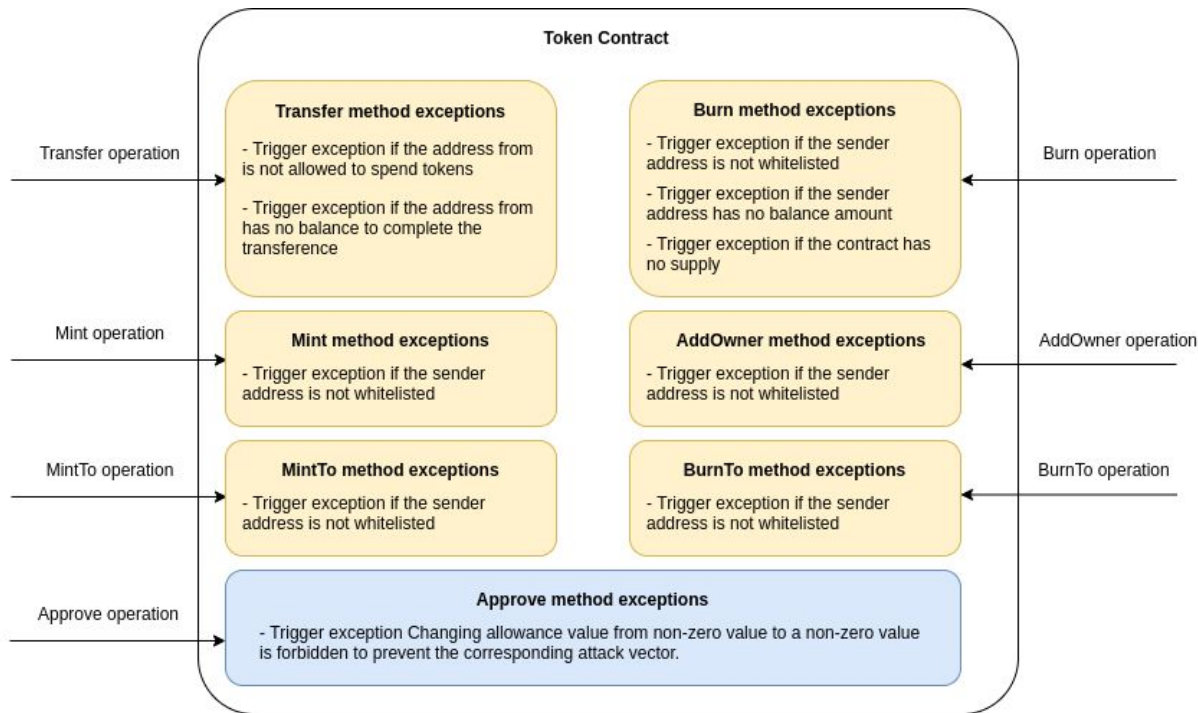 Token Contract
Transfer operation
Transfer method exceptions
- Trigger exception if the address from
is not allowed to spend tokens
- Trigger exception if the address from
has no balance to complete the
transference
Burn method exceptions
- Trigger exception if the sender
address is not whitelisted
- Trigger exception if the sender
address has no balance amount
- Trigger exception if the contract has
no supply
Burn operation
Mint operation
Mint method exceptions
- Trigger exception if the sender
address is not whitelisted
AddOwner method exceptions
- Trigger exception if the sender
address is not whitelisted
AddOwner operation
MintTo operation
MintTo method exceptions
- Trigger exception if the sender
address is not whitelisted
BurnTo method exceptions
- Trigger exception if the sender
address is not whitelisted
BurnTo operation
Approve operation
Approve method exceptions
- Trigger exception Changing allowance value from non-zero value to a non-zero value
is forbidden to prevent the corresponding attack vector.